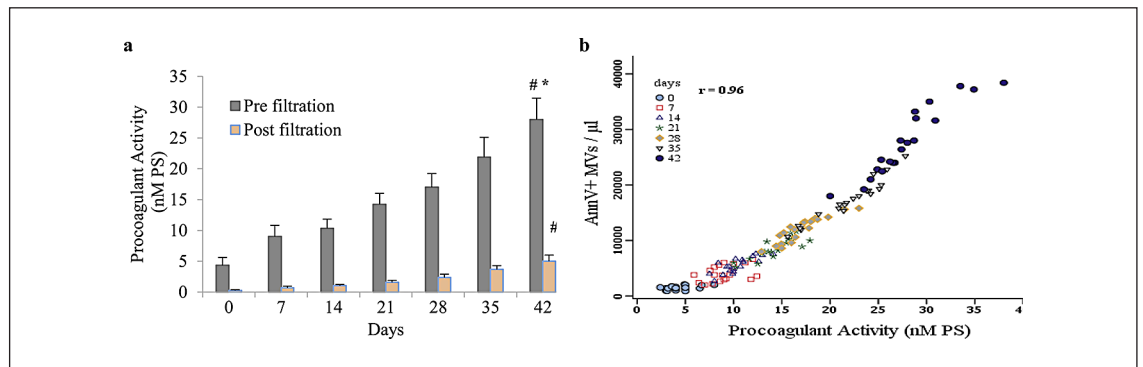 a
Procoagulant Activity
(nM PS)
35
30
25
20
15
10
5
0
Pre filtration
Post filtration
# *
#
0 7 14 21 28 35 42
Days
b
AnnV+ MVs / µl
40000
30000
20000
10000
0
days
0
7
14
21
28
35
42
r = 0.96
0 5 10 15 20 25 30 35 4
Procoagulant Activity (nM PS)